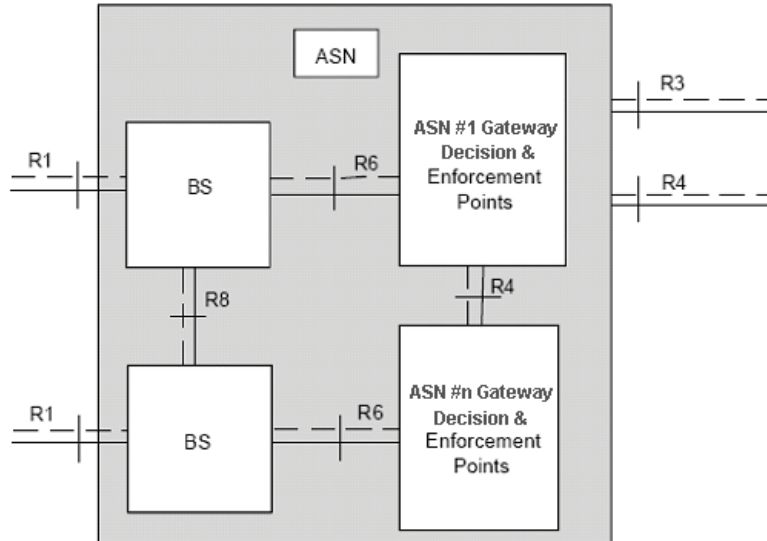 ASN
R3
ASN #1 Gateway
Decision &
Enforcement
Points
R1
BS
R6
R4
R8
R4
ASN #n Gateway
Decision &
Enforcement
Points
R1
BS
R6